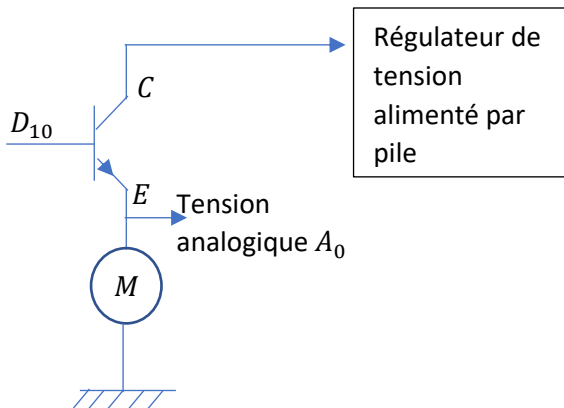 Régulateur de
tension
alimenté par
pile
C
D₁₀
E
Tension
analogique A₀
M